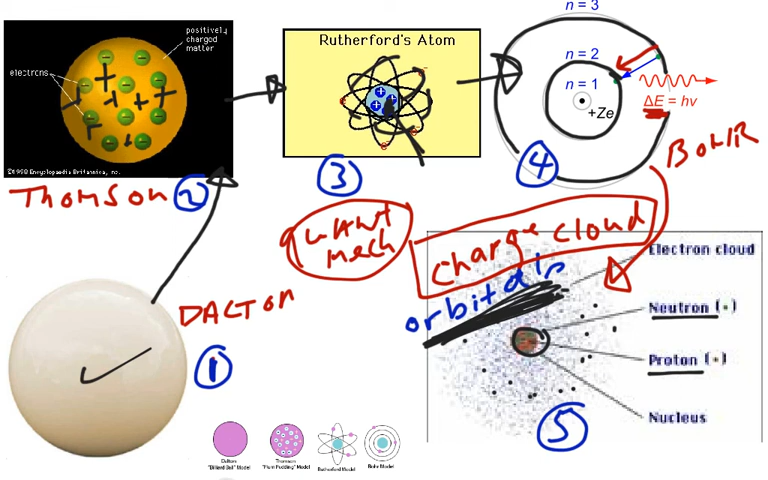 positively
charged
matter
electrons
©1998 Encyclopaedia Britannica, Inc.
Thomson
2
Rutherford's Atom
3
n = 3
n = 2
n = 1
+Ze
ΔE = hv
4
BOHR
DALTON
1
QUANT
mech
charge cloud
orbitals
Electron cloud
Neutron
Proton
Nucleus
5
Dalton
"Billiard Ball" Model
Thomson
"Plum Pudding" Model
Rutherford Model
Bohr Model